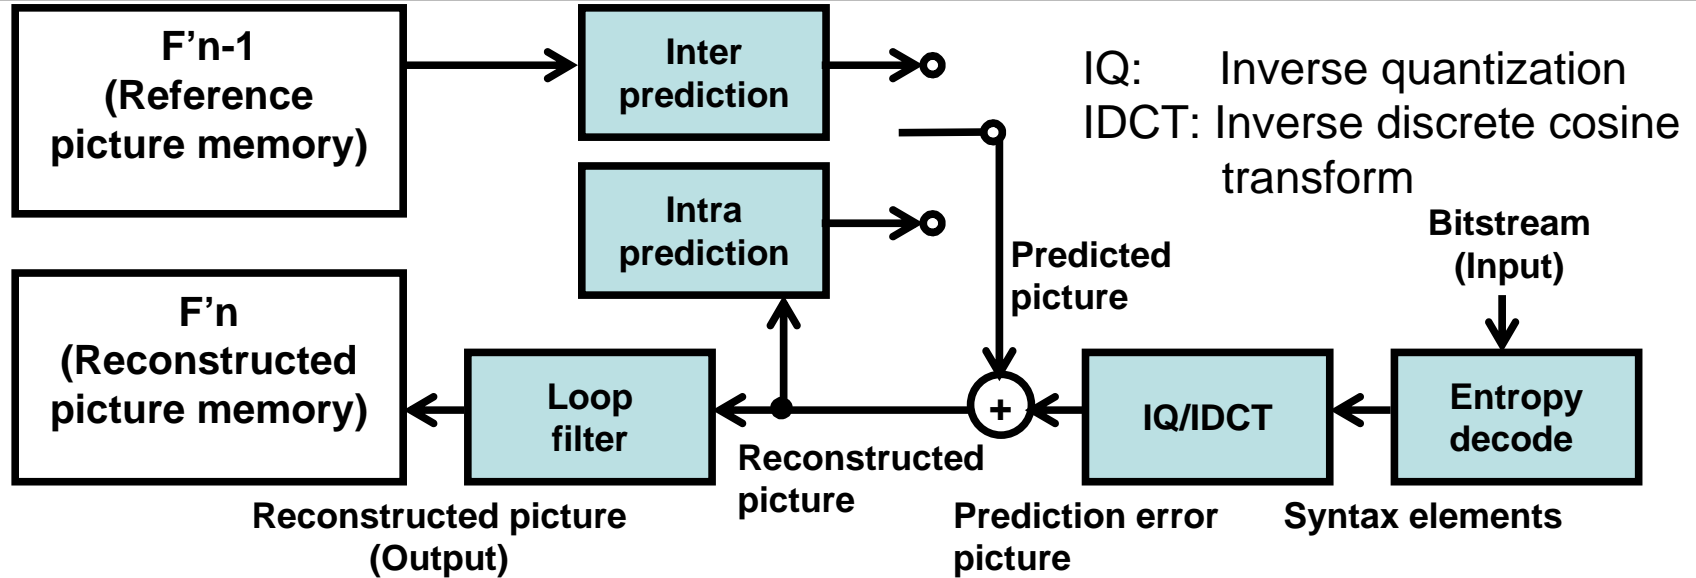 F'n-1
(Reference
picture memory)
Inter
prediction
IQ: Inverse quantization
IDCT: Inverse discrete cosine
transform
Intra
prediction
Bitstream
(Input)
Predicted
picture
F'n
(Reconstructed
picture memory)
Loop
filter
+
IQ/IDCT
Entropy
decode
Reconstructed
picture
Reconstructed picture
(Output)
Prediction error
picture
Syntax elements